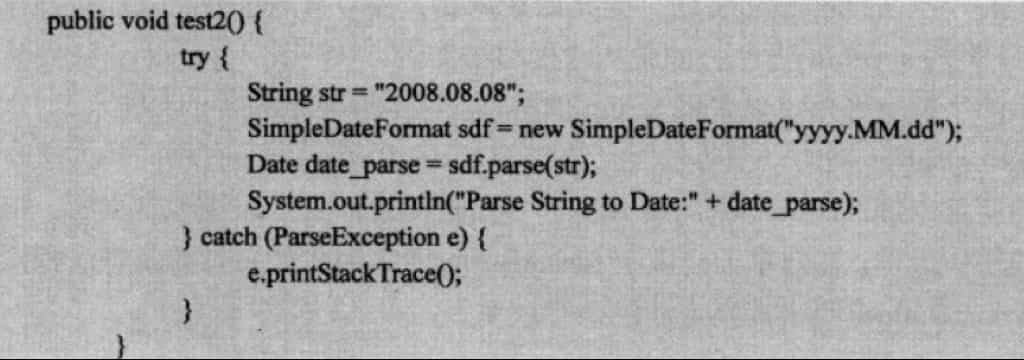 public void test2() {
try {
String str = "2008.08.08";
SimpleDateFormat sdf = new SimpleDateFormat("yyyy.MM.dd");
Date date_parse = sdf.parse(str);
System.out.println("Parse String to Date:" + date_parse);
} catch (ParseException e) {
e.printStackTrace();
}
}